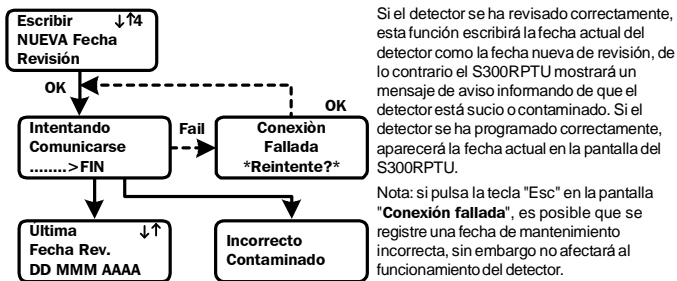 Escribir ↓↑4
NUEVA Fecha
Revisión
OK
OK
Intentando
Comunicarse
........>FIN
Fail
Conexiòn
Fallada
*Reintente?*
Última ↓↑
Fecha Rev.
DD MMM AAAA
Incorrecto
Contaminado
Si el detector se ha revisado correctamente,
esta función escribirá la fecha actual del
detector como la fecha nueva de revisión, de
lo contrario el S300RPTU mostrará un
mensaje de aviso informando de que el
detector está sucio o contaminado. Si el
detector se ha programado correctamente,
aparecerá la fecha actual en la pantalla del
S300RPTU.
Nota: si pulsa la tecla "Esc" en la pantalla
"Conexión fallada", es posible que se
registre una fecha de mantenimiento
incorrecta, sin embargo no afectará al
funcionamiento del detector.